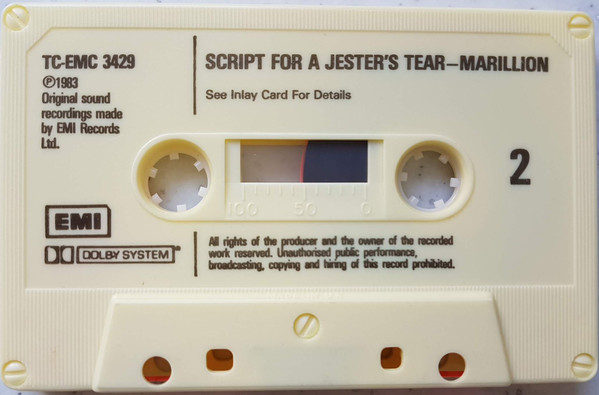 TC-EMC 3429
℗1983
Original sound
recordings made
by EMI Records
Ltd.
SCRIPT FOR A JESTER'S TEAR–MARILLION
See Inlay Card For Details
2
100 50 0
EMI
DOLBY SYSTEM
All rights of the producer and the owner of the recorded
work reserved. Unauthorised public performance,
broadcasting, copying and hiring of this record prohibited.